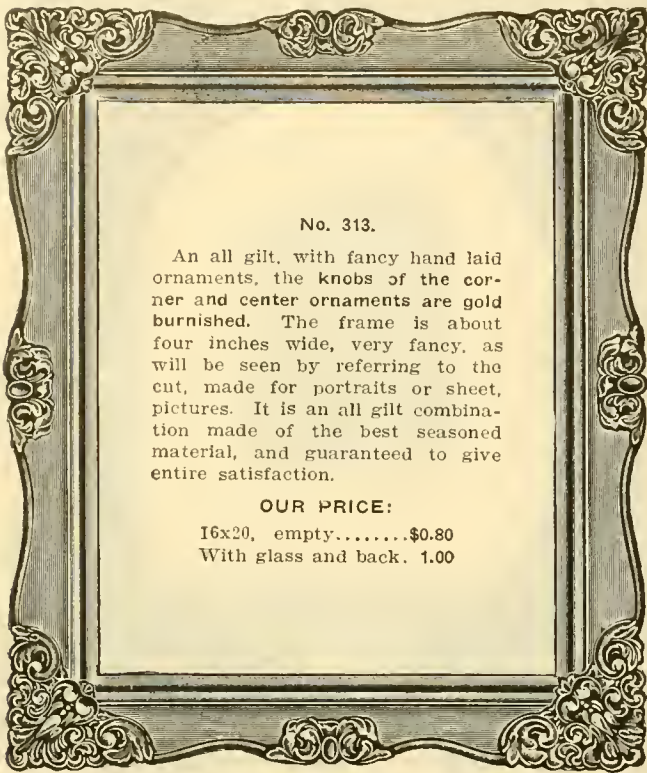 No. 313.
An all gilt, with fancy hand laid
ornaments, the knobs of the cor-
ner and center ornaments are gold
burnished. The frame is about
four inches wide, very fancy, as
will be seen by referring to the
cut, made for portraits or sheet,
pictures. It is an all gilt combina-
tion made of the best seasoned
material, and guaranteed to give
entire satisfaction.
OUR PRICE:
16x20, empty........$0.80
With glass and back. 1.00